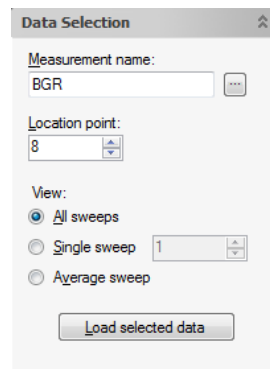 Data Selection
Measurement name:
BGR
...
Location point:
8
View:
All sweeps
Single sweep 1
Average sweep
Load selected data